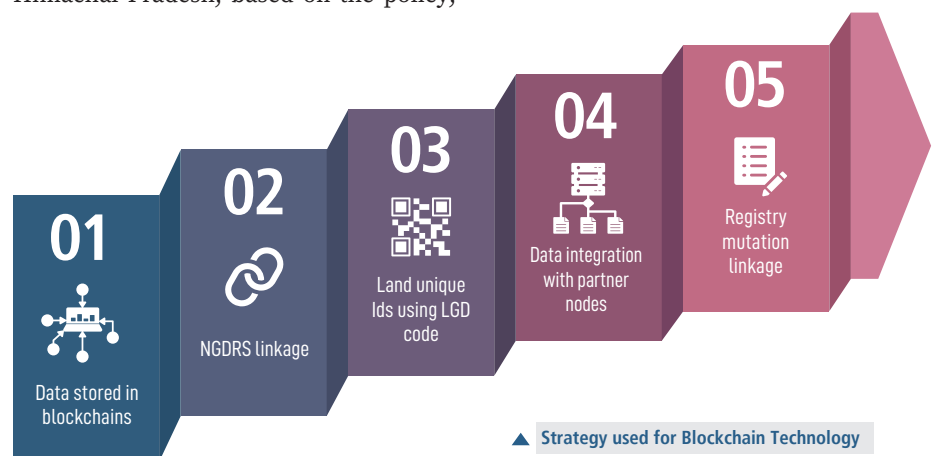 Himachal Pradesh, based on the policy,
01
Data stored in
blockchains
02
NGDRS linkage
03
Land unique
Ids using LGD
code
04
Data integration
with partner
nodes
05
Registry
mutation
linkage
Strategy used for Blockchain Technology